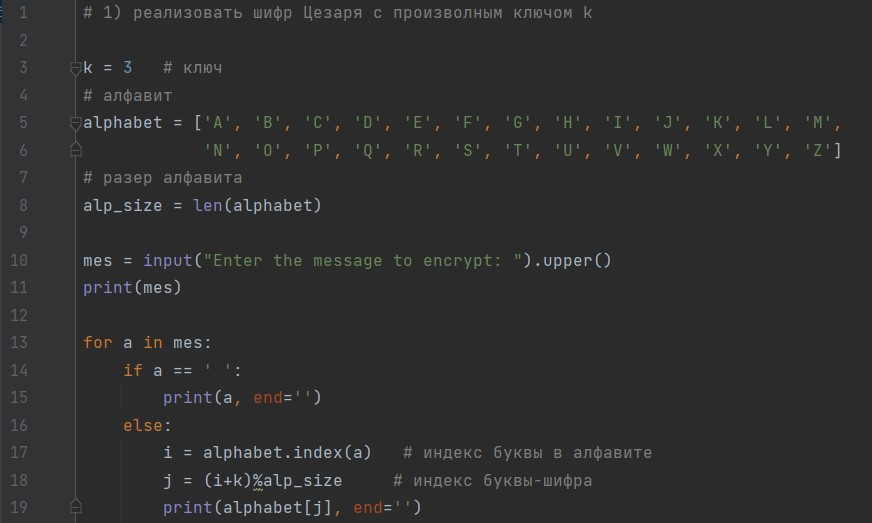 1 # 1) реализовать шифр Цезаря с произволным ключом k
2
3 k = 3   # ключ
4 # алфавит
5 alphabet = ['A', 'B', 'C', 'D', 'E', 'F', 'G', 'H', 'I', 'J', 'K', 'L', 'M',
6             'N', 'O', 'P', 'Q', 'R', 'S', 'T', 'U', 'V', 'W', 'X', 'Y', 'Z']
7 # разер алфавита
8 alp_size = len(alphabet)
9
10 mes = input("Enter the message to encrypt: ").upper()
11 print(mes)
12
13 for a in mes:
14     if a == ' ':
15         print(a, end='')
16     else:
17         i = alphabet.index(a)   # индекс буквы в алфавите
18         j = (i+k)%alp_size     # индекс буквы-шифра
19         print(alphabet[j], end='')